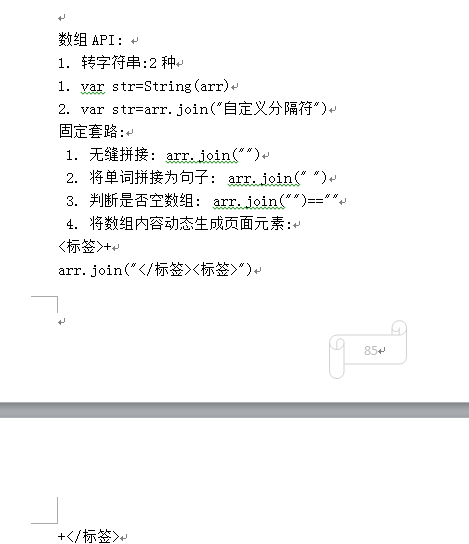 数组 API:
1. 转字符串:2 种
1. var str=String(arr)
2. var str=arr.join("自定义分隔符")
固定套路:
1. 无缝拼接: arr.join("")
2. 将单词拼接为句子: arr.join(" ")
3. 判断是否空数组: arr.join("")==""
4. 将数组内容动态生成页面元素:
<标签>+
arr.join("</标签><标签>")
85
+</标签>